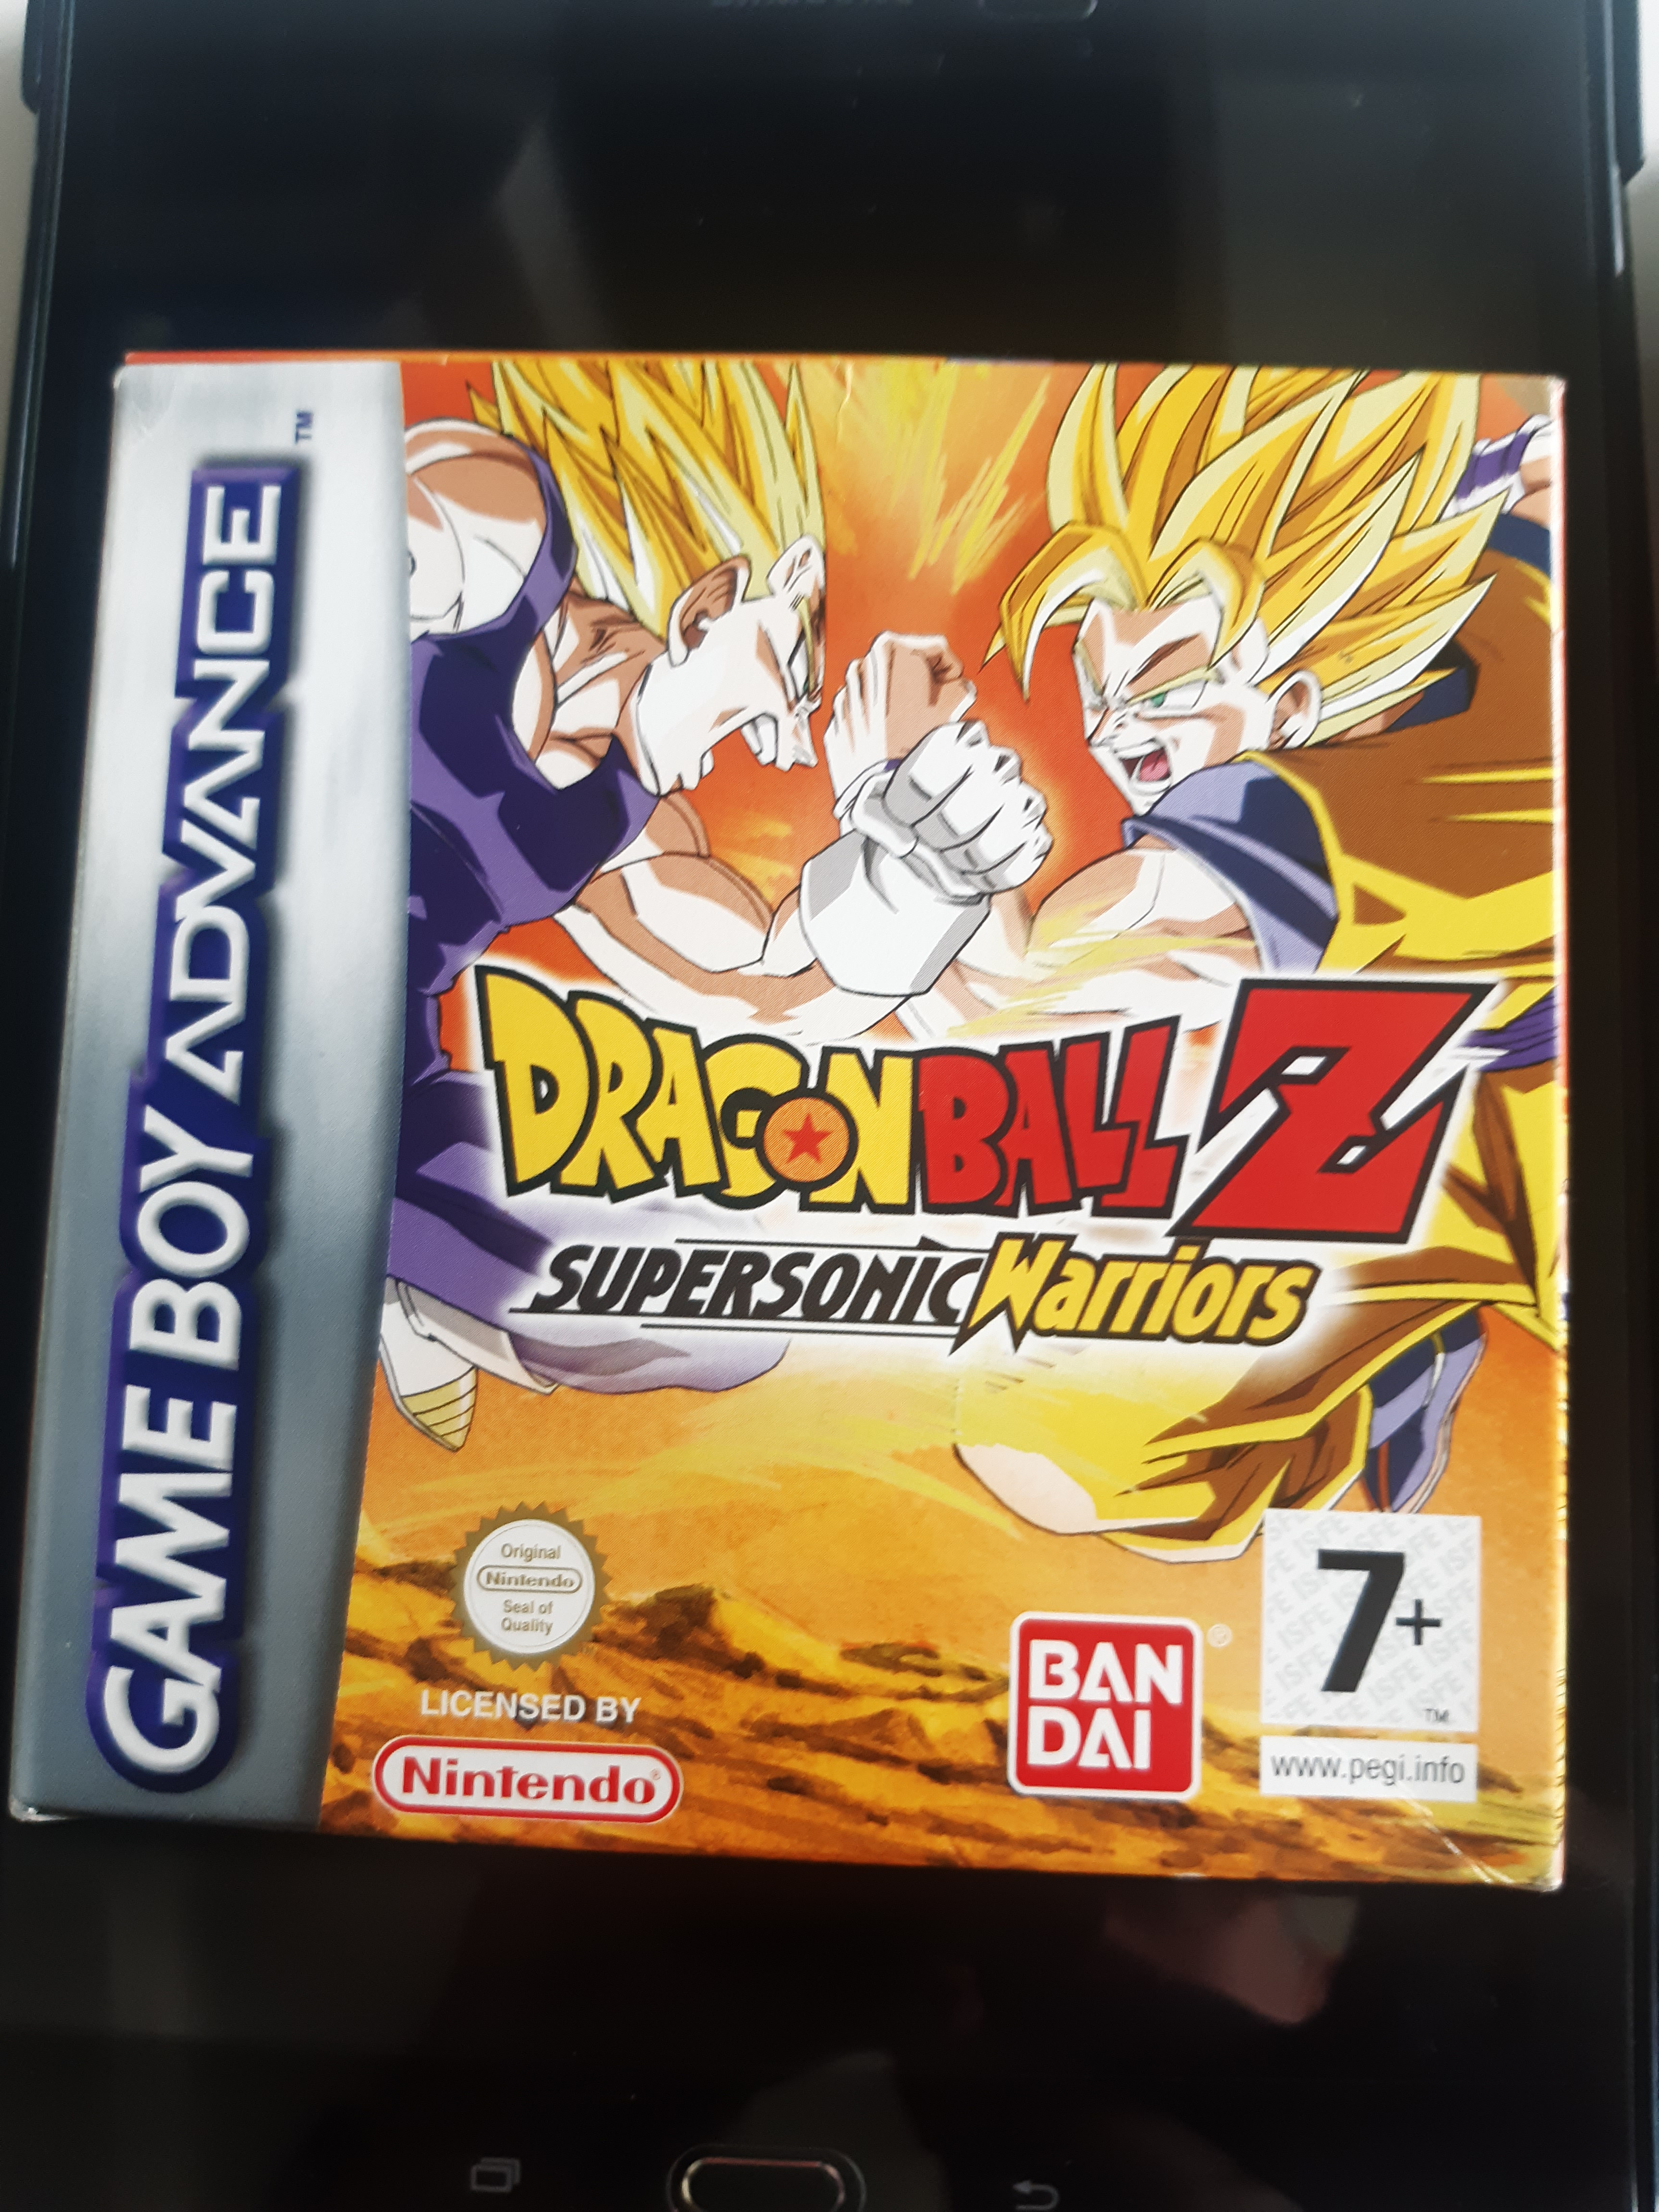 GAME BOY ADVANCE™
DRAGON BALL Z
SUPERSONIC Warriors
Original
Nintendo
Seal of
Quality
LICENSED BY
Nintendo®
BAN
DAI ®
7+
TM
www.pegi.info